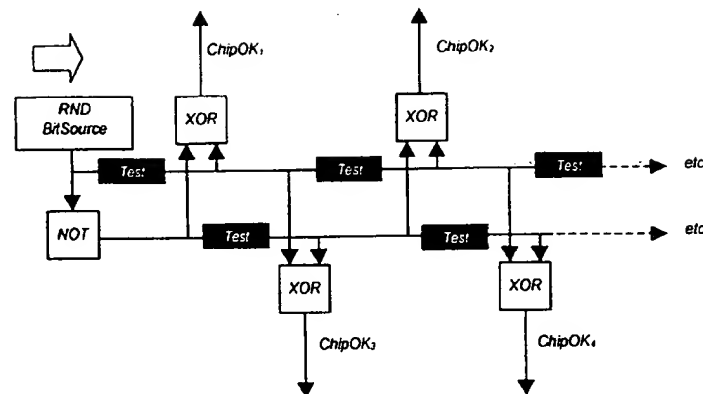 ChipOK₁
ChipOK₂
RND
BitSource
XOR
XOR
Test
Test
Test
etc
NOT
Test
Test
etc
XOR
XOR
ChipOK₃
ChipOK₄